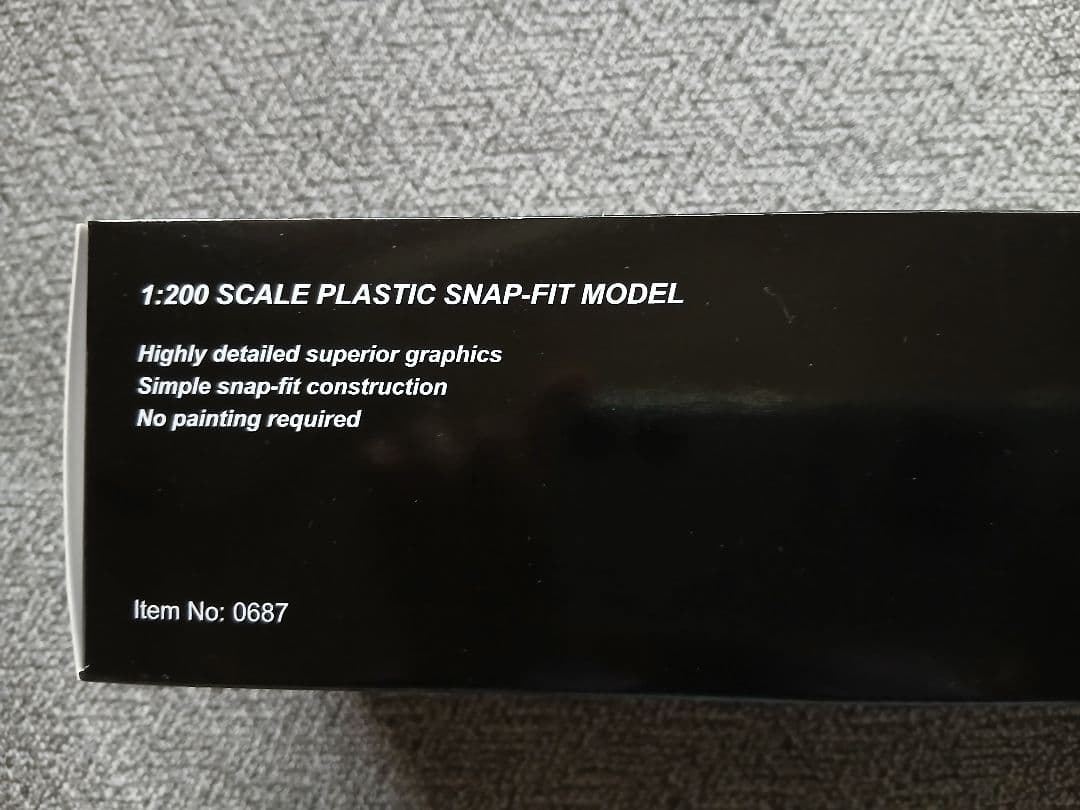 1:200 SCALE PLASTIC SNAP-FIT MODEL
Highly detailed superior graphics
Simple snap-fit construction
No painting required
Item No: 0687